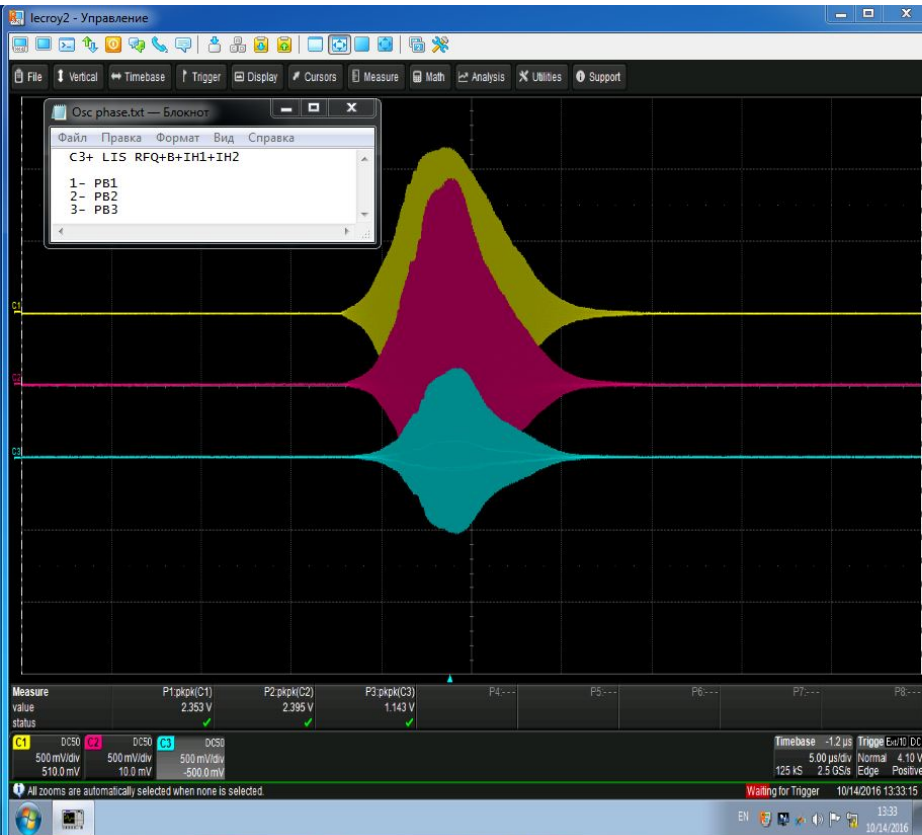 lecroy2 - Управление
File Vertical Timebase Trigger Display Cursors Measure Math Analysis Utilities Support
Osc phase.txt — Блокнот
Файл Правка Формат Вид Справка
C3+ LIS RFQ+B+IH1+IH2
1- PB1
2- PB2
3- PB3
C1
C2
C3
Measure P1:pkpk(C1) P2:pkpk(C2) P3:pkpk(C3) P4:--- P5:--- P6:--- P7:--- P8:---
value 2.353 V 2.395 V 1.143 V
status
C1 DC50 C2 DC50 C3 DC50 Timebase -1.2 µs Trigge Ext/10 DC
500 mV/div 500 mV/div 500 mV/div 5.00 µs/div Normal 4.10 V
510.0 mV 10.0 mV -500.0 mV 125 kS 2.5 GS/s Edge Positive
All zooms are automatically selected when none is selected. Waiting for Trigger 10/14/2016 13:33:15
EN 13:33
10/14/2016